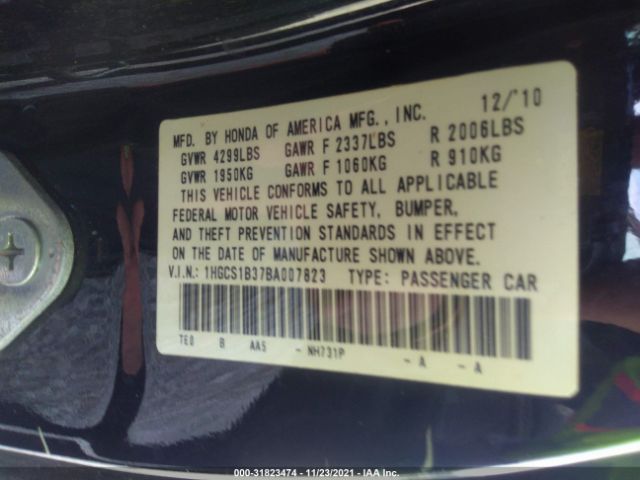 MFD. BY HONDA OF AMERICA MFG., INC. 12/'10
GVWR 4299LBS GAWR F 2337LBS R 2006LBS
GVWR 1950KG GAWR F 1060KG R 910KG
THIS VEHICLE CONFORMS TO ALL APPLICABLE
FEDERAL MOTOR VEHICLE SAFETY, BUMPER,
AND THEFT PREVENTION STANDARDS IN EFFECT
ON THE DATE OF MANUFACTURE SHOWN ABOVE.
V.I.N.: 1HGCS1B37BA007823 TYPE: PASSENGER CAR
TE0 B AA5 - NH731P - A - A
000-31823474 - 11/23/2021 - IAA Inc.